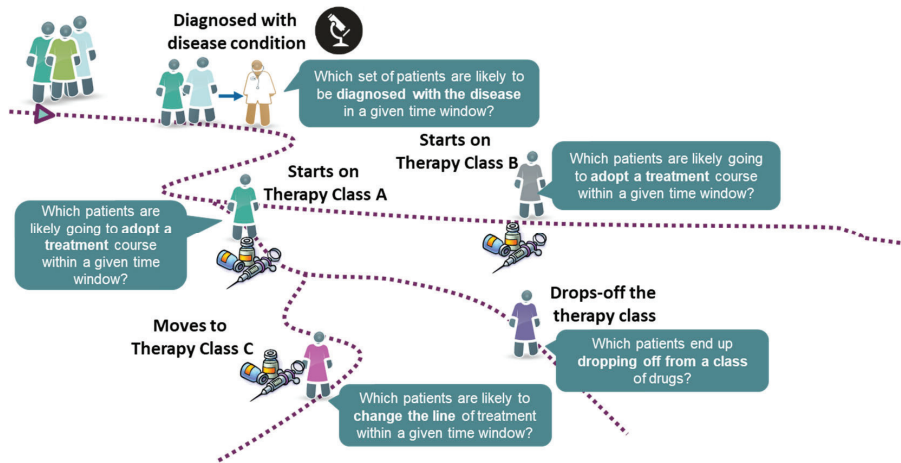 Diagnosed with
disease condition
Which set of patients are likely to
be diagnosed with the disease
in a given time window?
Starts on
Therapy Class B
Which patients are likely going
to adopt a treatment course
within a given time window?
Starts on
Therapy Class A
Which patients are
likely going to adopt a
treatment course
within a given time
window?
Drops-off the
therapy class
Which patients end up
dropping off from a class
of drugs?
Moves to
Therapy Class C
Which patients are likely to
change the line of treatment
within a given time window?